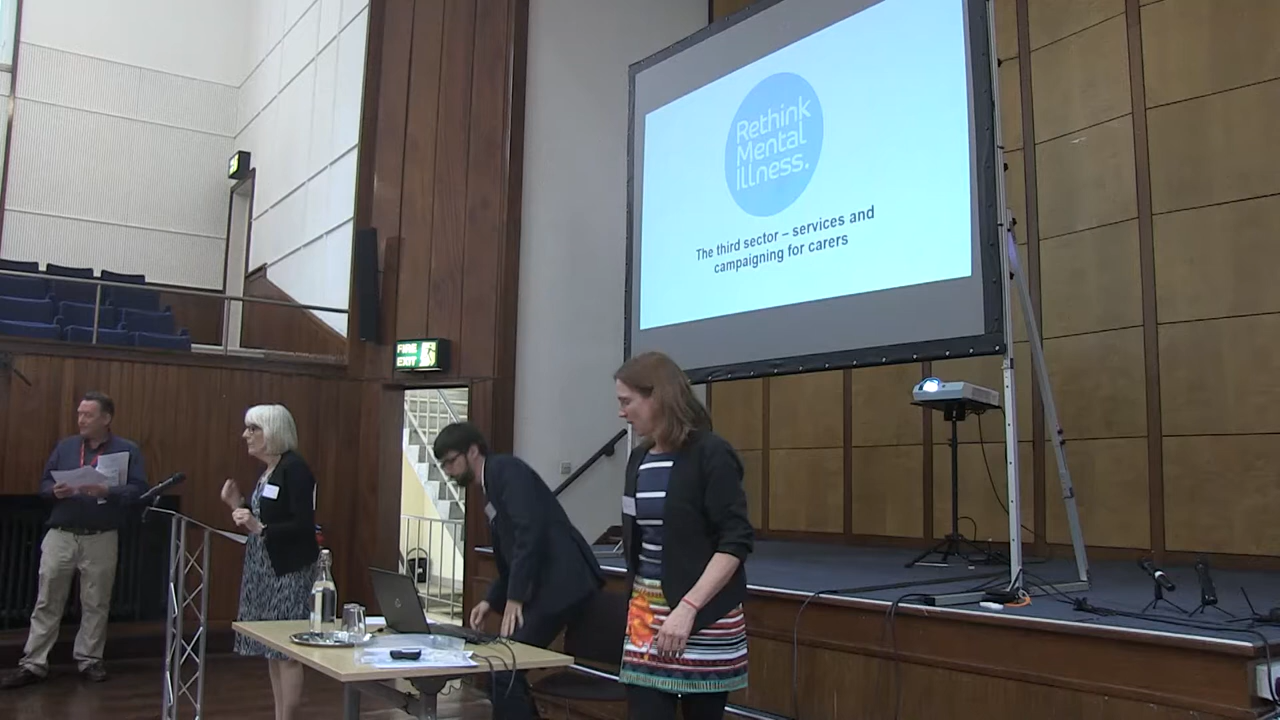 Rethink
Mental
illness.
The third sector – services and
campaigning for carers
FIRE
EXIT